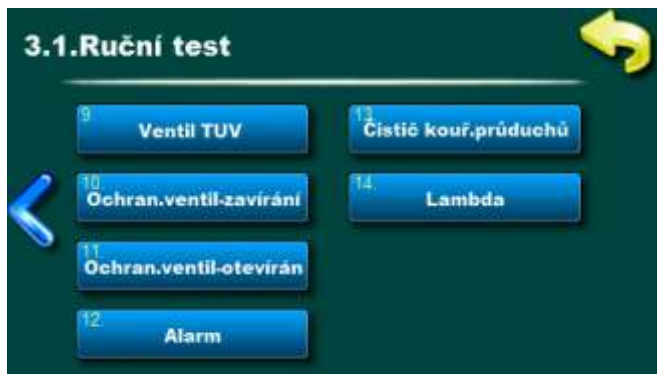 3.1.Ruční test
9.
Ventil TUV
10.
Ochran.ventil-zavírání
11.
Ochran.ventil-otevírán
12.
Alarm
13.
Čistič kouř.průduchů
14.
Lambda